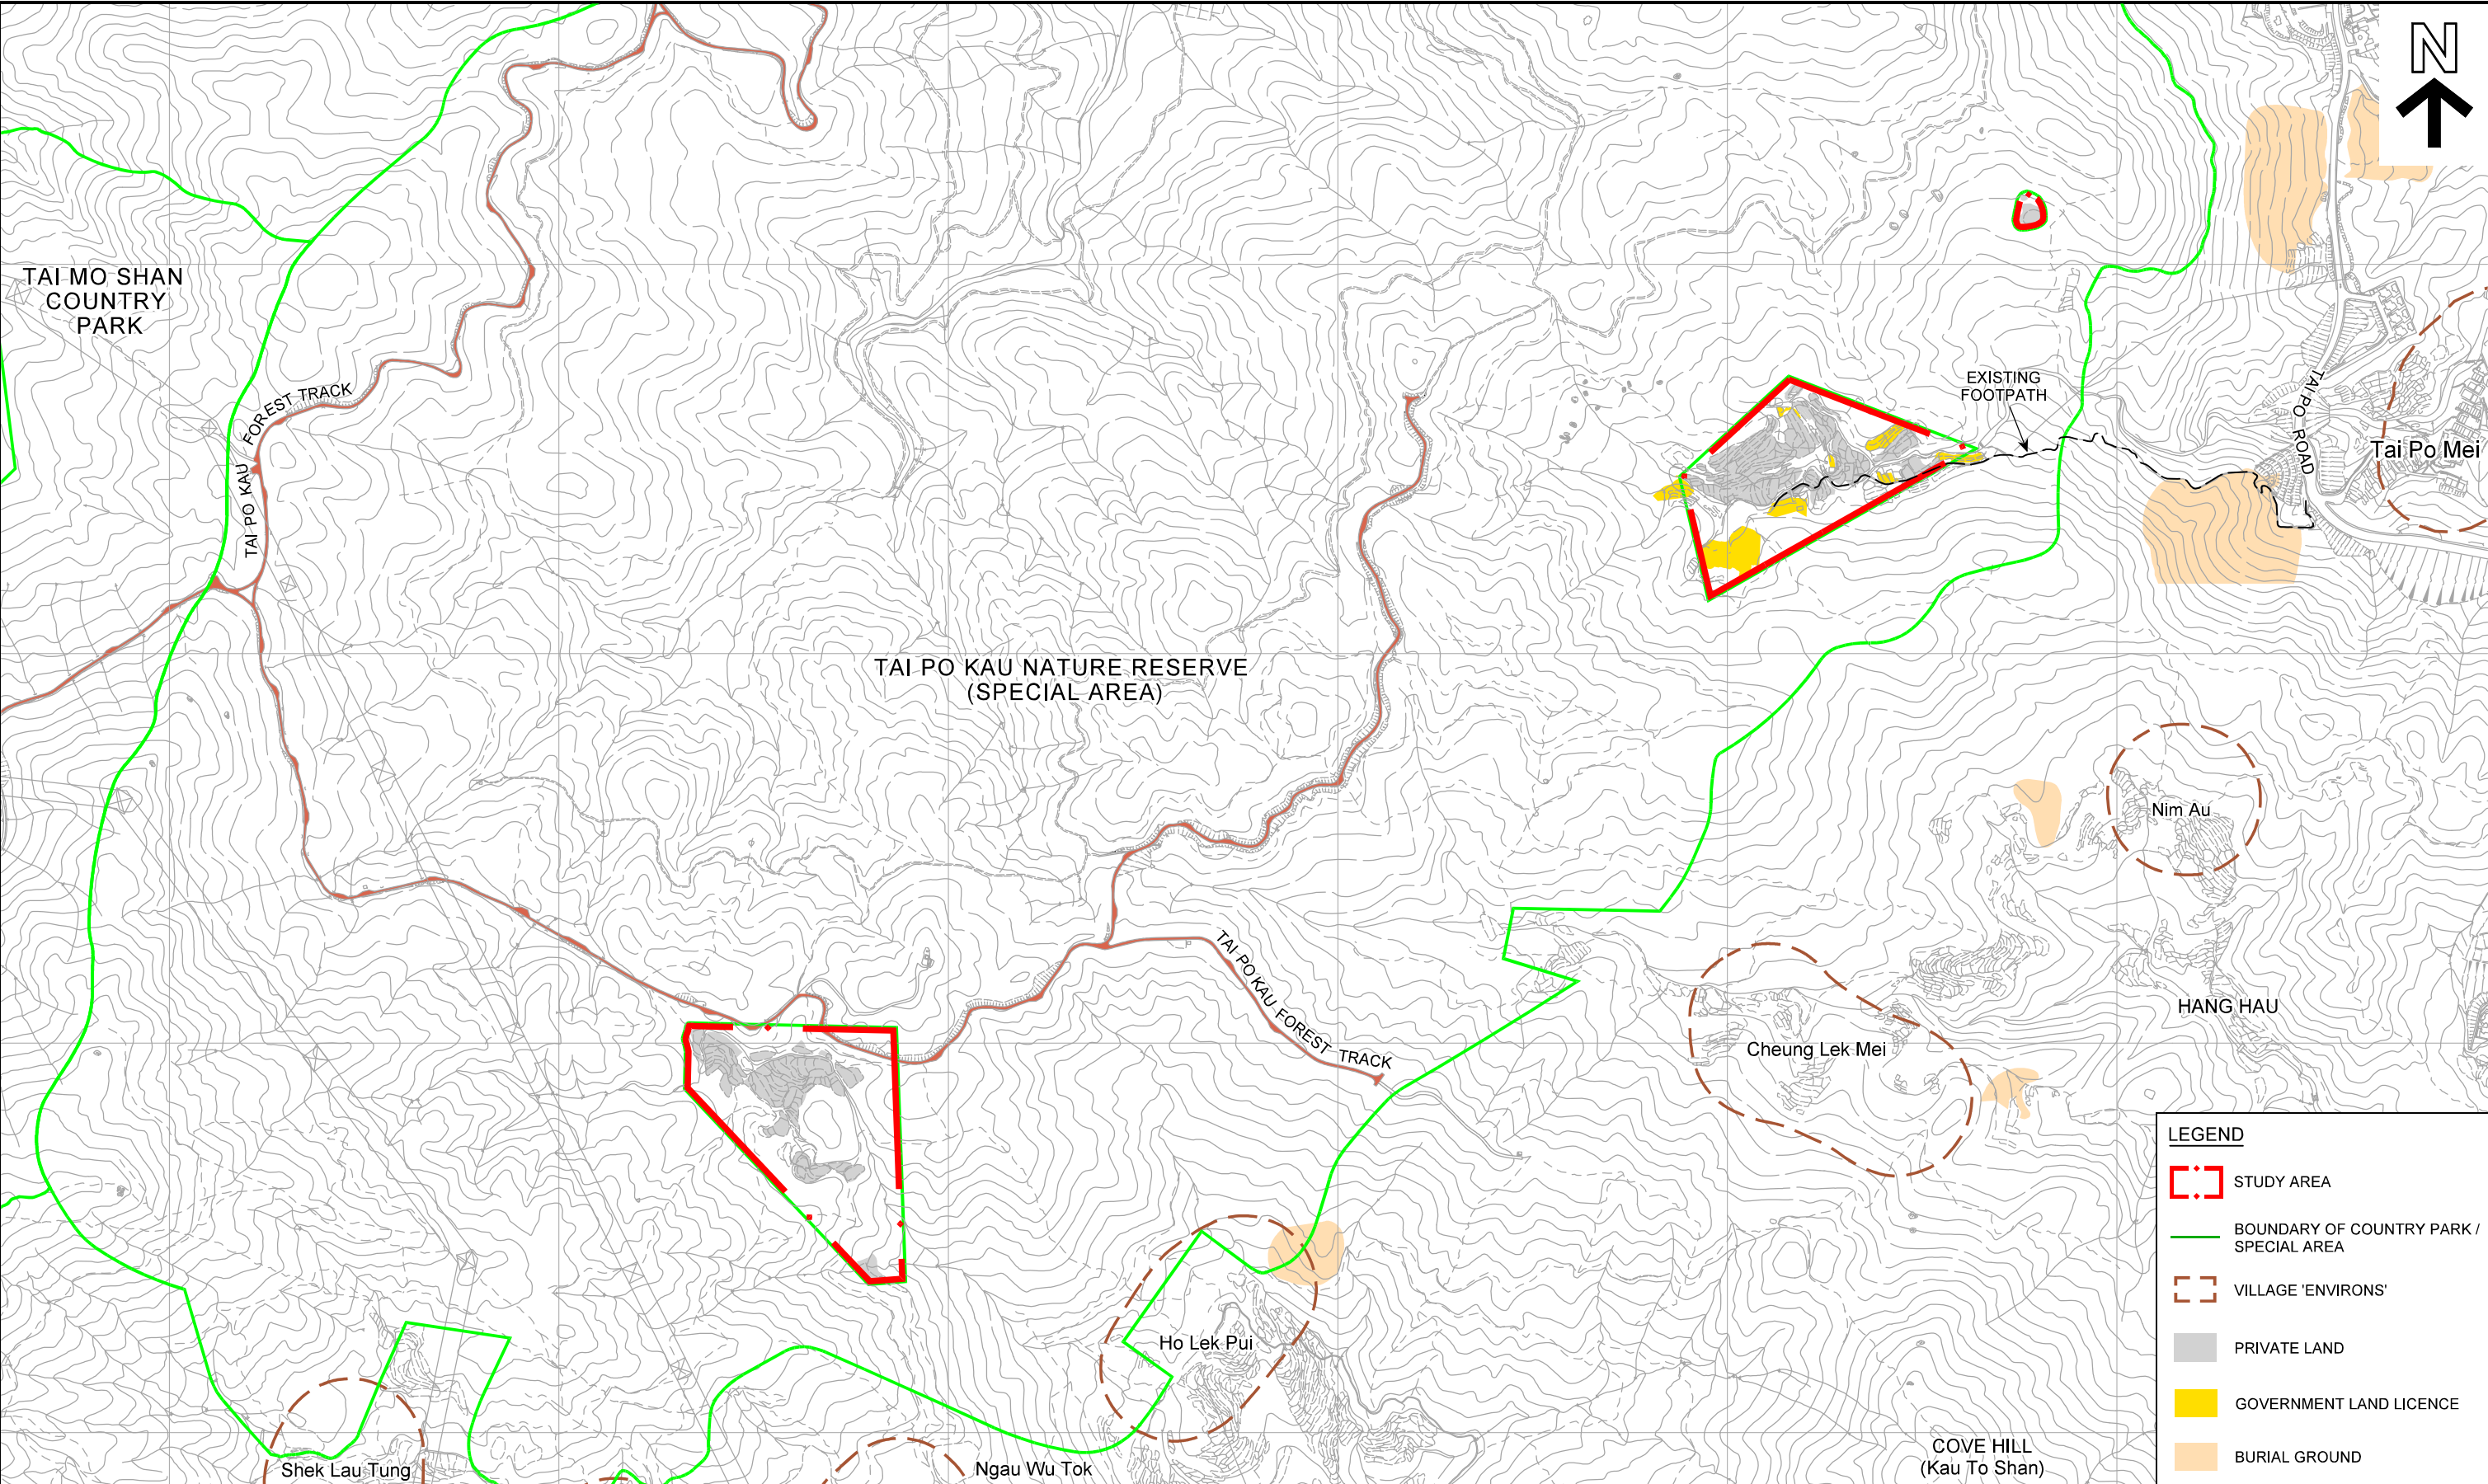 N
TAI MO SHAN
COUNTRY
PARK
FOREST TRACK
TAI PO KAU
EXISTING
FOOTPATH
TAI PO ROAD
Tai Po Mei
TAI PO KAU NATURE RESERVE
(SPECIAL AREA)
Nim Au
TAI PO KAU FOREST TRACK
HANG HAU
Cheung Lek Mei
Ho Lek Pui
Shek Lau Tung
Ngau Wu Tok
COVE HILL
(Kau To Shan)
LEGEND
STUDY AREA
BOUNDARY OF COUNTRY PARK /
SPECIAL AREA
VILLAGE 'ENVIRONS'
PRIVATE LAND
GOVERNMENT LAND LICENCE
BURIAL GROUND